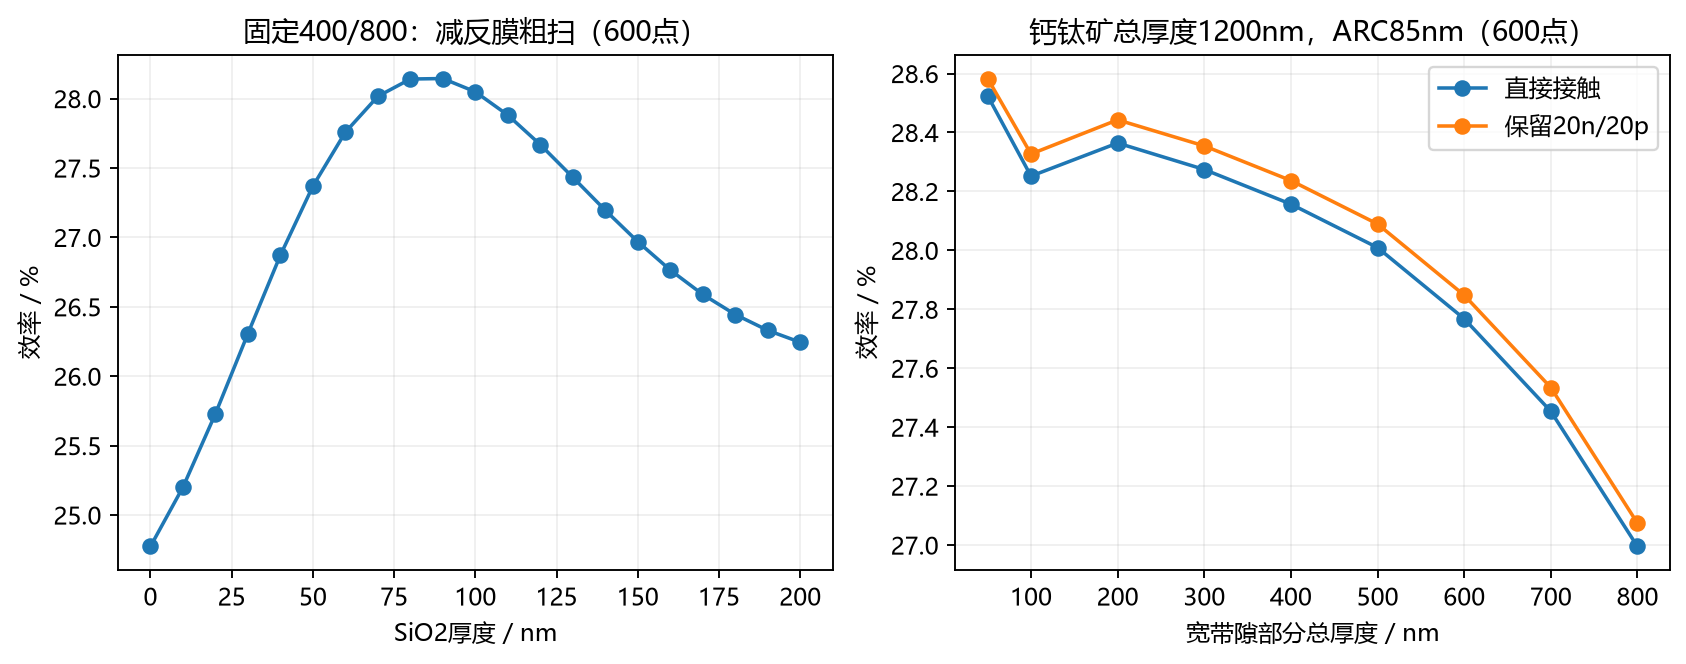 固定400/800：减反膜粗扫（600点）
28.0
27.5
27.0
26.5
26.0
25.5
25.0
效率 / %
0 25 50 75 100 125 150 175 200
SiO2厚度 / nm
钙钛矿总厚度1200nm，ARC85nm（600点）
直接接触
保留20n/20p
28.6
28.4
28.2
28.0
27.8
27.6
27.4
27.2
27.0
效率 / %
100 200 300 400 500 600 700 800
宽带隙部分总厚度 / nm